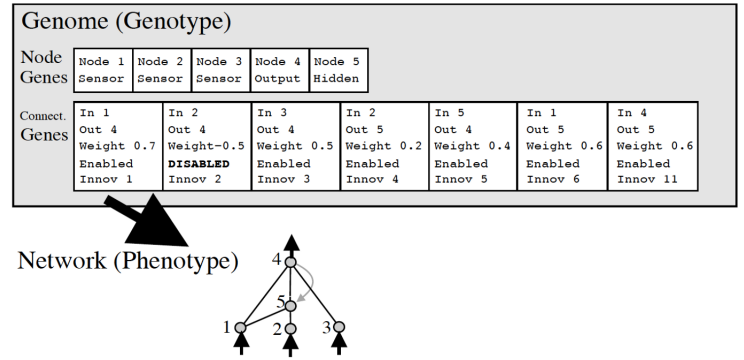 Genome (Genotype)
Node Genes
Node 1 Node 2 Node 3 Node 4 Node 5
Sensor Sensor Sensor Output Hidden
Connect. Genes
In 1 In 2 In 3 In 2 In 5 In 1 In 4
Out 4 Out 4 Out 4 Out 5 Out 4 Out 5 Out 5
Weight 0.7 Weight-0.5 Weight 0.5 Weight 0.2 Weight 0.4 Weight 0.6 Weight 0.6
Enabled DISABLED Enabled Enabled Enabled Enabled Enabled
Innov 1 Innov 2 Innov 3 Innov 4 Innov 5 Innov 6 Innov 11
Network (Phenotype)
4
5
1 2 3